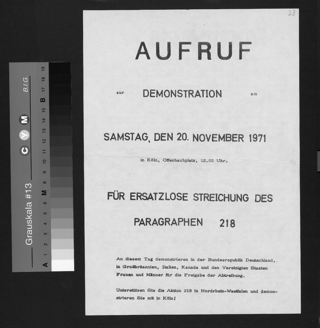 AUFRUF
zur DEMONSTRATION am
SAMSTAG, DEN 20. NOVEMBER 1971
in Köln, Offenbachplatz, Uhr.
FÜR ERSATZLOSE STREICHUNG DES
PARAGRAPHEN 218
An diesem Tag demonstrieren in der Bundesrepublik Deutschland,
in Großbritannien, Italien, Kanada und den Vereinigten Staaten
Frauen und Männer für die Freigabe der Abtreibung.
Unterstützen Sie die Aktion 218 in Nordrhein-Westfalen und demon-
strieren Sie mit in Köln!
Grauskala #13
C Y M
B.I.G.